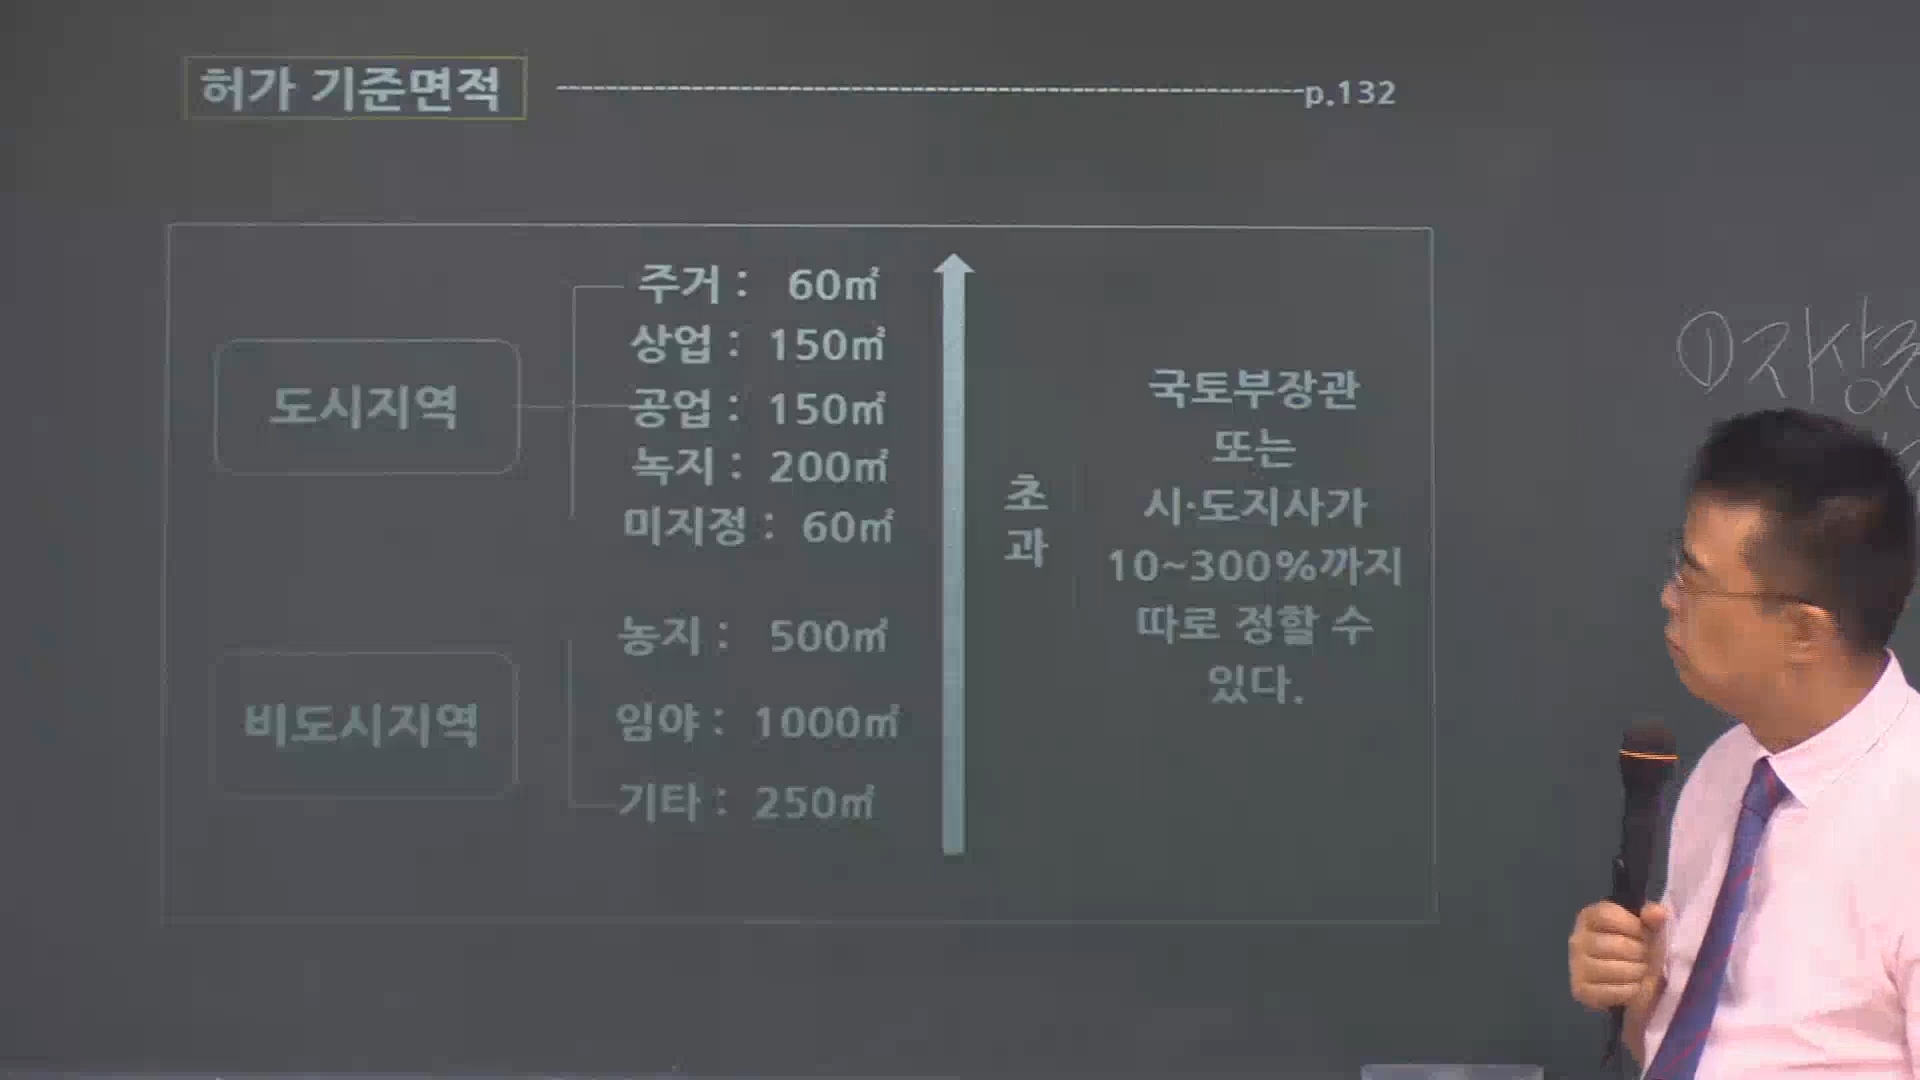 허가 기준면적
p.132
도시지역
주거 : 60㎡
상업 : 150㎡
공업 : 150㎡
녹지 : 200㎡
미지정 : 60㎡
비도시지역
농지 : 500㎡
임야 : 1000㎡
기타 : 250㎡
초
과
국토부장관
또는
시·도지사가
10~300%까지
따로 정할 수
있다.
① 자상